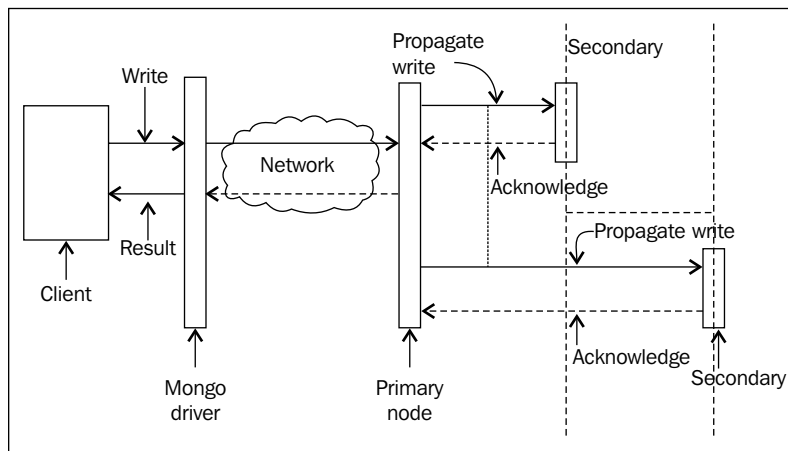 Propagate
write
Secondary
Write
Network
Acknowledge
Result
Propagate write
Client
Acknowledge
Mongo
driver
Primary
node
Secondary